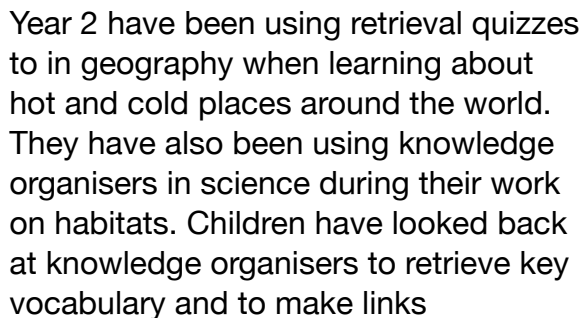 Year 2 have been using retrieval quizzes
to in geography when learning about
hot and cold places around the world.
They have also been using knowledge
organisers in science during their work
on habitats. Children have looked back
at knowledge organisers to retrieve key
vocabulary and to make links